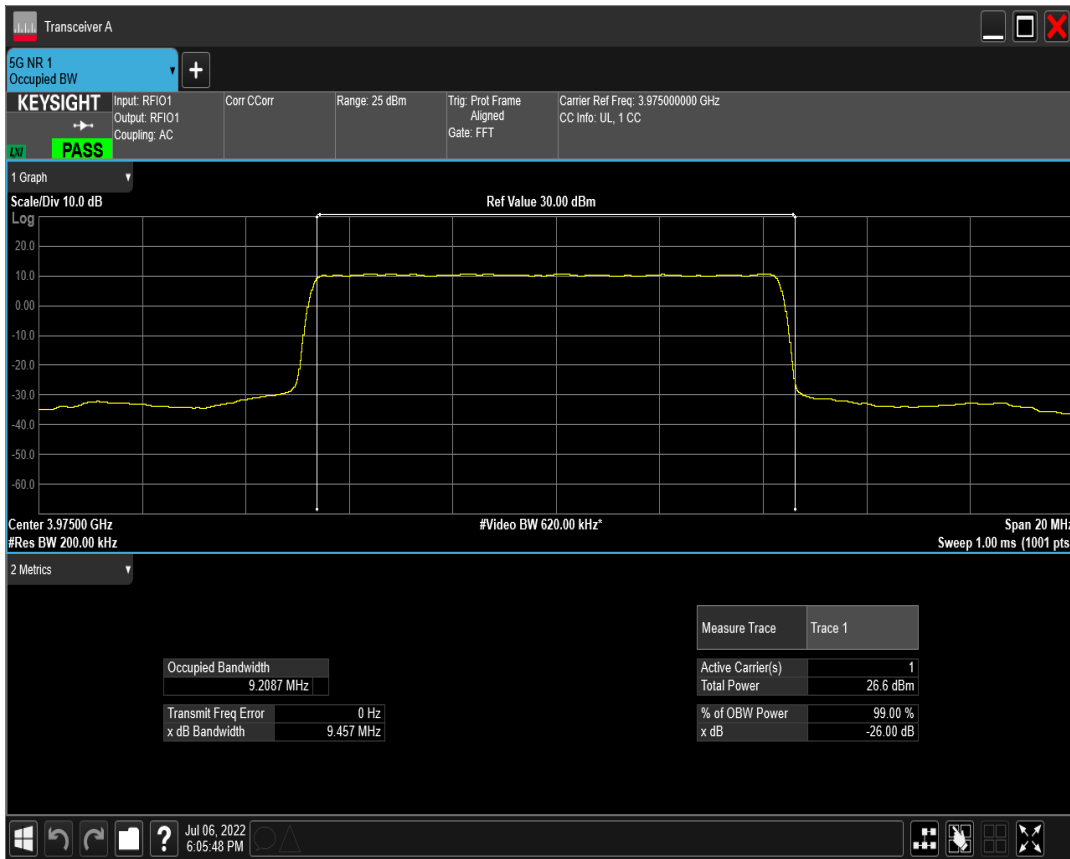 Transceiver A
5G NR 1
Occupied BW
+
KEYSIGHT
LXI
PASS
Input: RFIO1
Output: RFIO1
Coupling: AC
Corr CCorr
Range: 25 dBm
Trig: Prot Frame
Aligned
Gate: FFT
Carrier Ref Freq: 3.975000000 GHz
CC Info: UL, 1 CC
1 Graph
Scale/Div 10.0 dB
Ref Value 30.00 dBm
Log
20.0
10.0
0.00
-10.0
-20.0
-30.0
-40.0
-50.0
-60.0
Center 3.97500 GHz
#Video BW 620.00 kHz*
Span 20 MHz
#Res BW 200.00 kHz
Sweep 1.00 ms (1001 pts
2 Metrics
Measure Trace Trace 1
Occupied Bandwidth
9.2087 MHz
Active Carrier(s) 1
Total Power 26.6 dBm
Transmit Freq Error 0 Hz
x dB Bandwidth 9.457 MHz
% of OBW Power 99.00 %
x dB -26.00 dB
?
Jul 06, 2022
6:05:48 PM